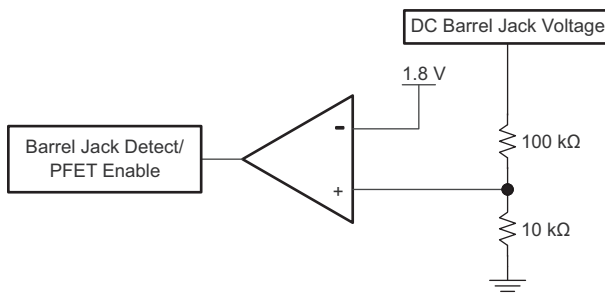 DC Barrel Jack Voltage
1.8 V
-
Barrel Jack Detect/
PFET Enable
100 kΩ
+
10 kΩ